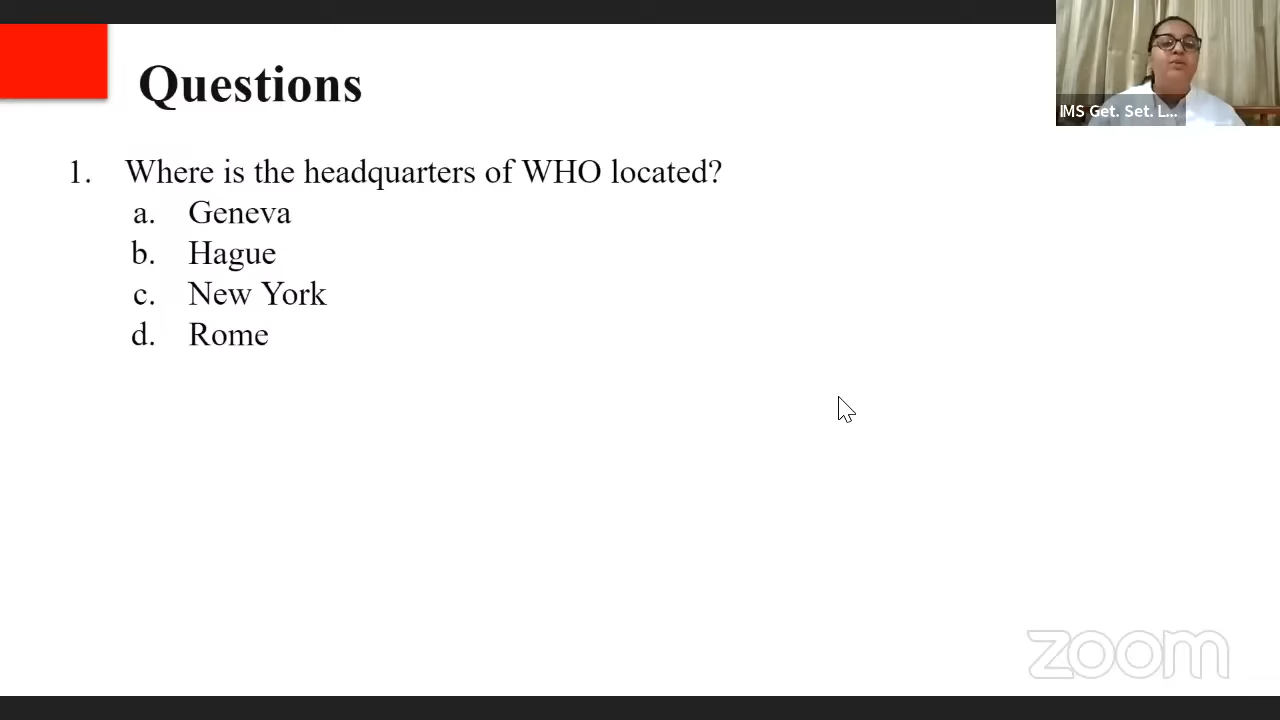 Questions
1. Where is the headquarters of WHO located?
a. Geneva
b. Hague
c. New York
d. Rome
IMS Get. Set. L...
zoom